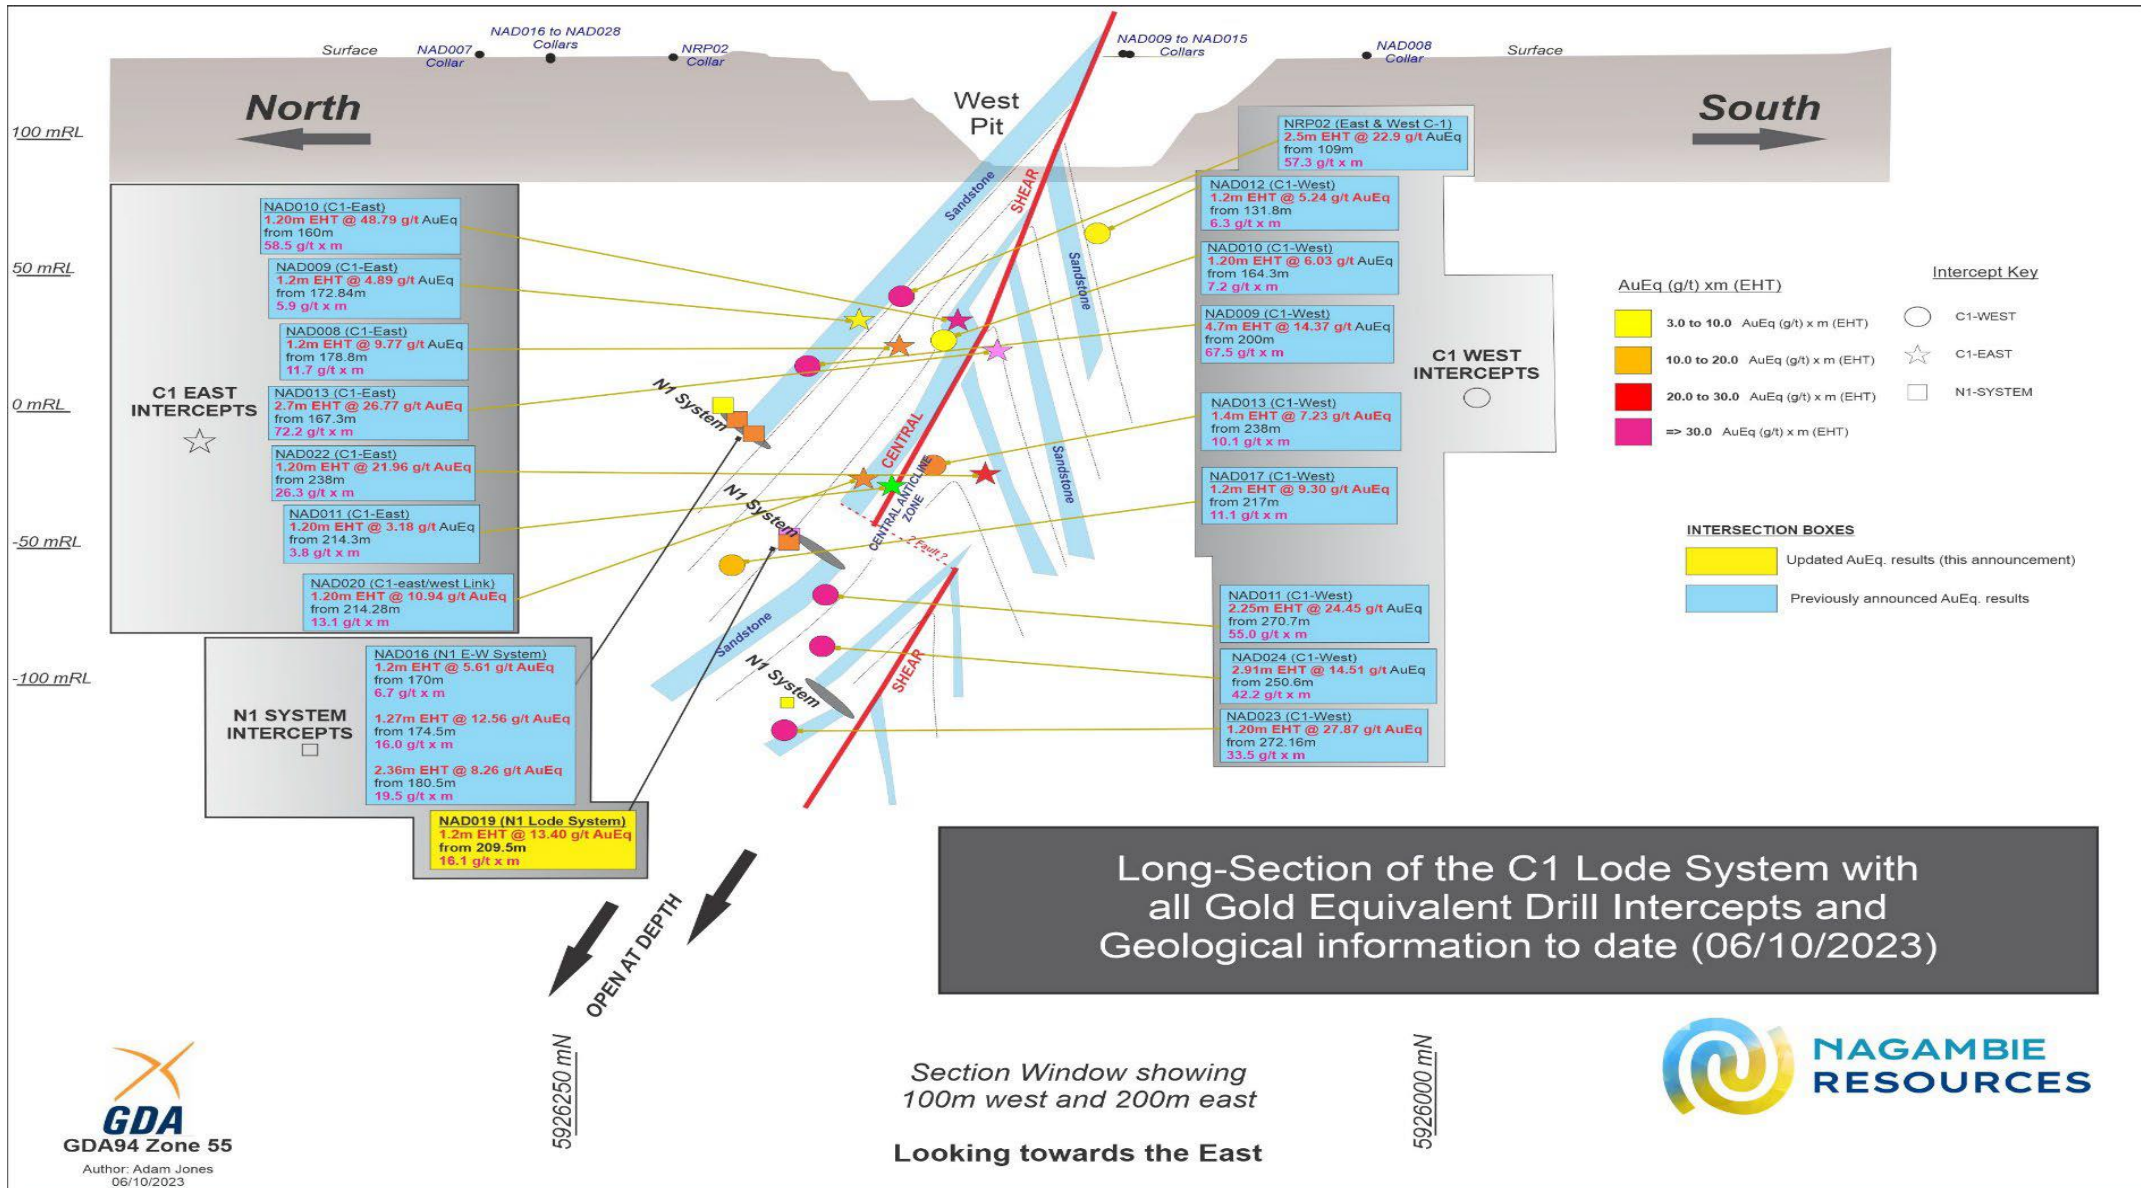 Surface
NAD007
Collar
NAD016 to NAD028
Collars
NRP02
Collar
NAD009 to NAD015
Collars
NAD008
Collar
Surface
North
West
Pit
South
100 mRL
50 mRL
0 mRL
-50 mRL
-100 mRL
C1 EAST
INTERCEPTS
NAD010 (C1-East)
1.20m EHT @ 48.79 g/t AuEq
from 160m
58.5 g/t x m
NAD009 (C1-East)
1.2m EHT @ 4.89 g/t AuEq
from 172.84m
5.9 g/t x m
NAD008 (C1-East)
1.2m EHT @ 9.77 g/t AuEq
from 178.8m
11.7 g/t x m
NAD013 (C1-East)
2.7m EHT @ 26.77 g/t AuEq
from 167.3m
72.2 g/t x m
NAD022 (C1-East)
1.20m EHT @ 21.96 g/t AuEq
from 238m
26.3 g/t x m
NAD011 (C1-East)
1.20m EHT @ 3.18 g/t AuEq
from 214.3m
3.8 g/t x m
NAD020 (C1-east/west Link)
1.20m EHT @ 10.94 g/t AuEq
from 214.28m
13.1 g/t x m
N1 SYSTEM
INTERCEPTS
NAD016 (N1 E-W System)
1.2m EHT @ 5.61 g/t AuEq
from 170m
6.7 g/t x m
1.27m EHT @ 12.56 g/t AuEq
from 174.5m
16.0 g/t x m
2.36m EHT @ 8.26 g/t AuEq
from 180.5m
19.5 g/t x m
NAD019 (N1 Lode System)
1.2m EHT @ 13.40 g/t AuEq
from 209.5m
16.1 g/t x m
Sandstone
SHEAR
Sandstone
N1 System
CENTRAL
CENTRAL ANTICLINE
ZONE
Sandstone
N1 System
? Fault ?
Sandstone
N1 System
SHEAR
OPEN AT DEPTH
NRP02 (East & West C-1)
2.5m EHT @ 22.9 g/t AuEq
from 109m
57.3 g/t x m
NAD012 (C1-West)
1.2m EHT @ 5.24 g/t AuEq
from 131.8m
6.3 g/t x m
NAD010 (C1-West)
1.20m EHT @ 6.03 g/t AuEq
from 164.3m
7.2 g/t x m
NAD009 (C1-West)
4.7m EHT @ 14.37 g/t AuEq
from 200m
67.5 g/t x m
NAD013 (C1-West)
1.4m EHT @ 7.23 g/t AuEq
from 238m
10.1 g/t x m
NAD017 (C1-West)
1.2m EHT @ 9.30 g/t AuEq
from 217m
11.1 g/t x m
NAD011 (C1-West)
2.25m EHT @ 24.45 g/t AuEq
from 270.7m
55.0 g/t x m
NAD024 (C1-West)
2.91m EHT @ 14.51 g/t AuEq
from 250.6m
42.2 g/t x m
NAD023 (C1-West)
1.20m EHT @ 27.87 g/t AuEq
from 272.16m
33.5 g/t x m
C1 WEST
INTERCEPTS
AuEq (g/t) xm (EHT)
3.0 to 10.0 AuEq (g/t) x m (EHT)
10.0 to 20.0 AuEq (g/t) x m (EHT)
20.0 to 30.0 AuEq (g/t) x m (EHT)
=> 30.0 AuEq (g/t) x m (EHT)
Intercept Key
C1-WEST
C1-EAST
N1-SYSTEM
INTERSECTION BOXES
Updated AuEq. results (this announcement)
Previously announced AuEq. results
Long-Section of the C1 Lode System with
all Gold Equivalent Drill Intercepts and
Geological information to date (06/10/2023)
5926250 mN
5926000 mN
Section Window showing
100m west and 200m east
Looking towards the East
GDA
GDA94 Zone 55
Author: Adam Jones
06/10/2023
NAGAMBIE
RESOURCES